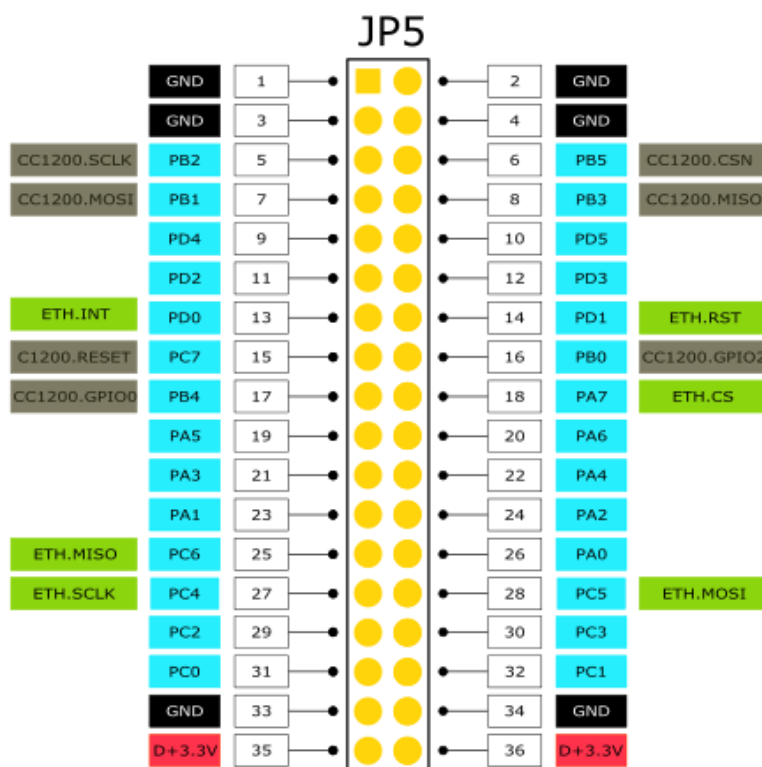 JP5
GND 1 2 GND
GND 3 4 GND
CC1200.SCLK PB2 5 6 PB5 CC1200.CSN
CC1200.MOSI PB1 7 8 PB3 CC1200.MISO
PD4 9 10 PD5
PD2 11 12 PD3
ETH.INT PD0 13 14 PD1 ETH.RST
C1200.RESET PC7 15 16 PB0 CC1200.GPIO2
CC1200.GPIO0 PB4 17 18 PA7 ETH.CS
PA5 19 20 PA6
PA3 21 22 PA4
PA1 23 24 PA2
ETH.MISO PC6 25 26 PA0
ETH.SCLK PC4 27 28 PC5 ETH.MOSI
PC2 29 30 PC3
PC0 31 32 PC1
GND 33 34 GND
D+3.3V 35 36 D+3.3V